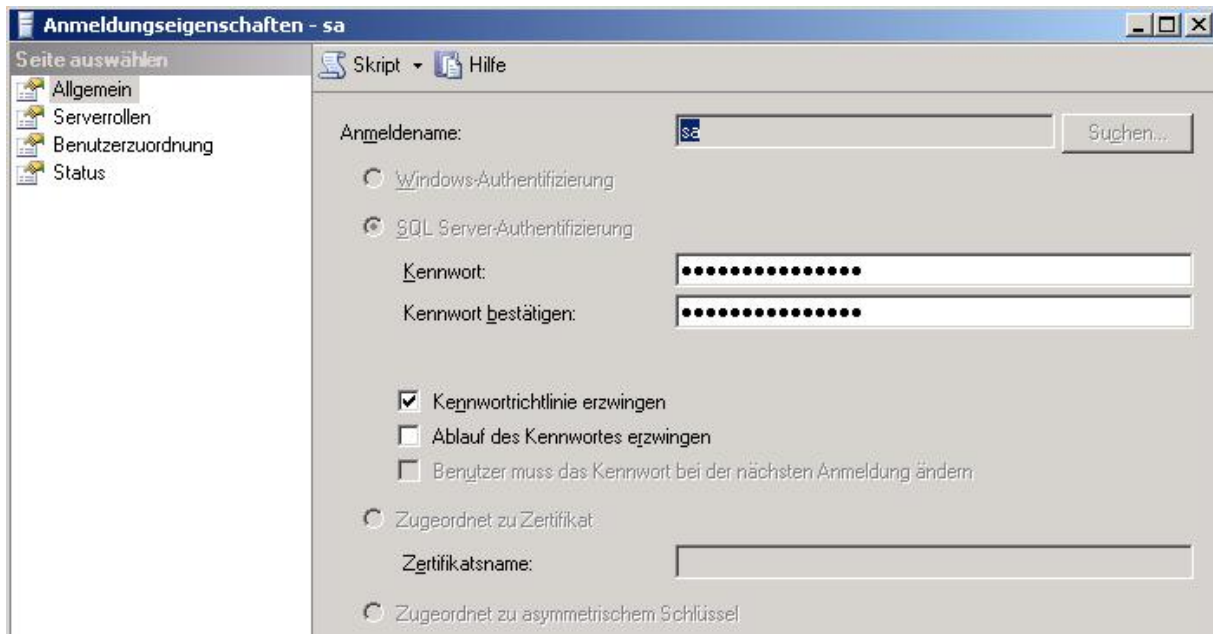 Anmeldungseigenschaften - sa
Seite auswählen
Allgemein
Serverrollen
Benutzerzuordnung
Status
Skript
Hilfe
Anmeldename:
sa
Suchen...
Windows-Authentifizierung
SQL Server-Authentifizierung
Kennwort:
●●●●●●●●●●●●●●●
Kennwort bestätigen:
●●●●●●●●●●●●●●●
Kennwortrichtlinie erzwingen
Ablauf des Kennwortes erzwingen
Benutzer muss das Kennwort bei der nächsten Anmeldung ändern
Zugeordnet zu Zertifikat
Zertifikatsname:
Zugeordnet zu asymmetrischem Schlüssel